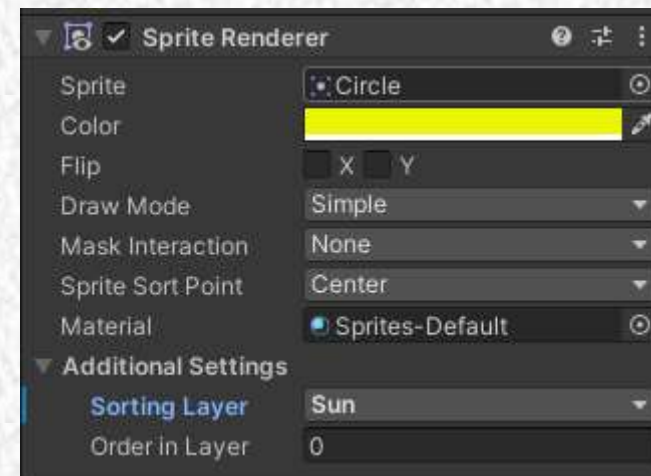 Sprite Renderer
Sprite Circle
Color
Flip X Y
Draw Mode Simple
Mask Interaction None
Sprite Sort Point Center
Material Sprites-Default
Additional Settings
Sorting Layer Sun
Order in Layer 0